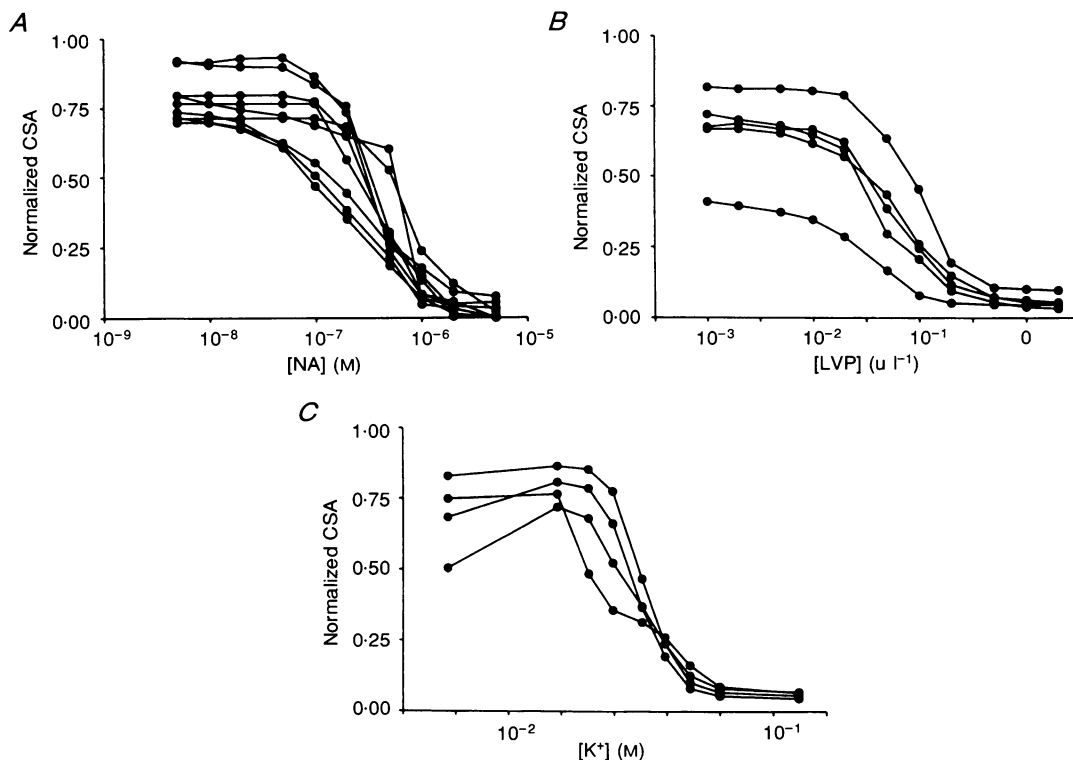 A
1·00
0·75
0·50
0·25
0·00
Normalized CSA
10⁻⁹
10⁻⁸
10⁻⁷
10⁻⁶
10⁻⁵
[NA] (M)
B
1·00
0·75
0·50
0·25
0·00
Normalized CSA
10⁻³
10⁻²
10⁻¹
0
[LVP] (u l⁻¹)
C
1·00
0·75
0·50
0·25
0·00
Normalized CSA
10⁻²
10⁻¹
[K⁺] (M)